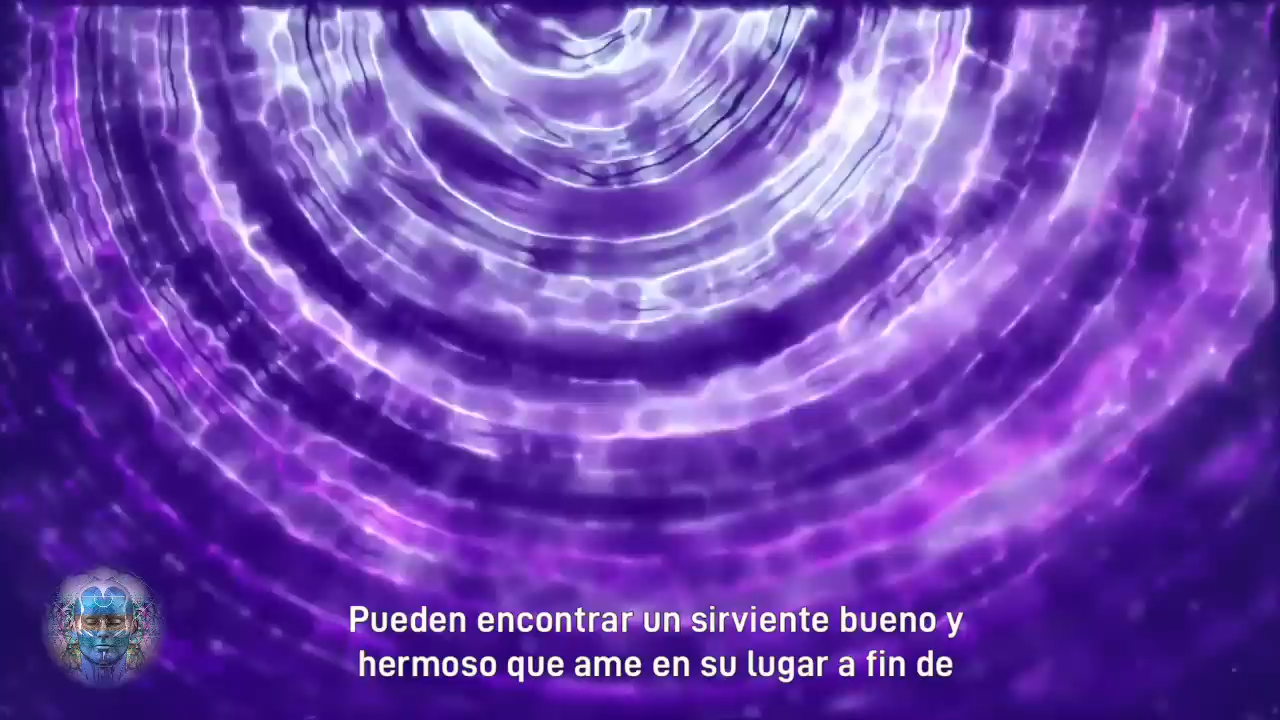 Pueden encontrar un sirviente bueno y
hermoso que ame en su lugar a fin de